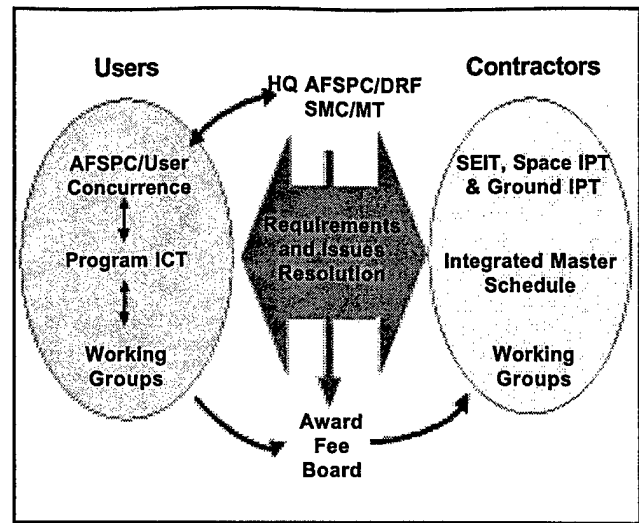 Users
HQ AFSPC/DRF
SMC/MT
Contractors
AFSPC/User
Concurrence
Program ICT
Working
Groups
Requirements
and Issues
Resolution
SEIT, Space IPT
& Ground IPT
Integrated Master
Schedule
Working
Groups
Award
Fee
Board